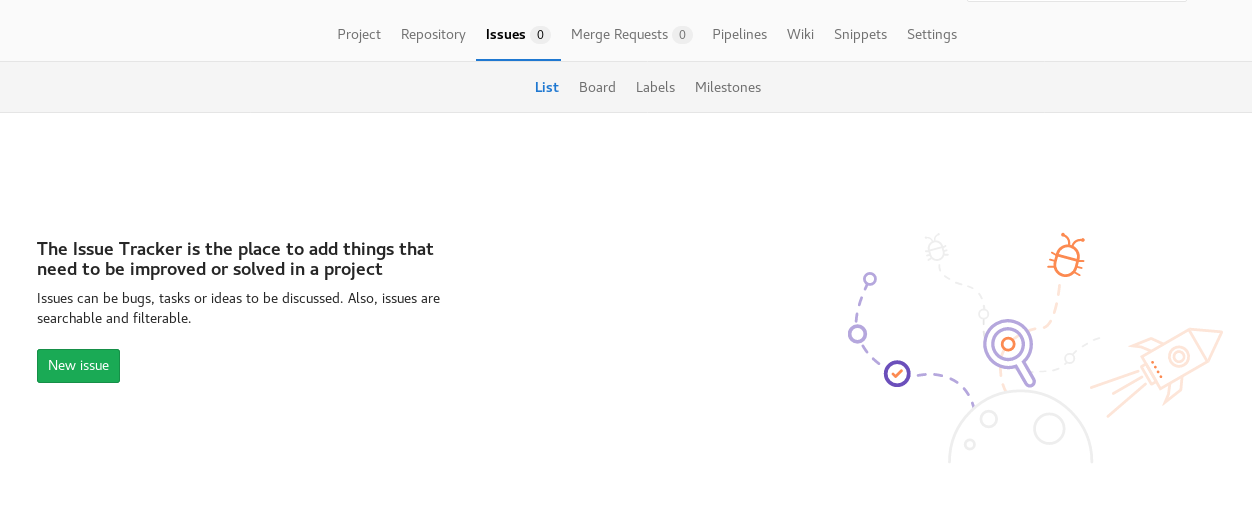 Project Repository Issues 0 Merge Requests 0 Pipelines Wiki Snippets Settings
List Board Labels Milestones
The Issue Tracker is the place to add things that
need to be improved or solved in a project
Issues can be bugs, tasks or ideas to be discussed. Also, issues are
searchable and filterable.
New issue